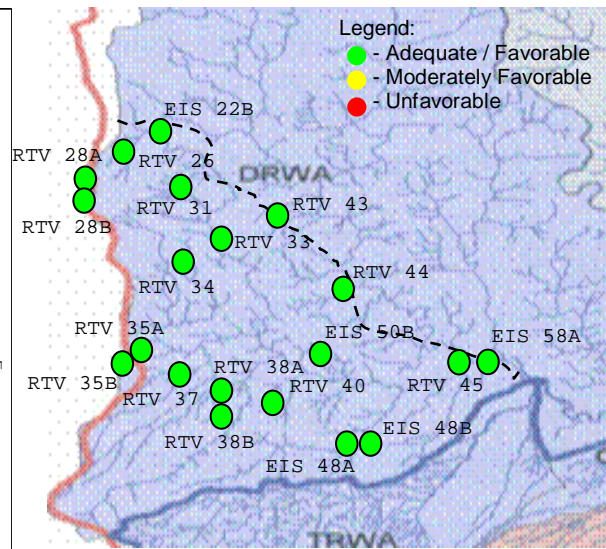 Legend:
- Adequate / Favorable
- Moderately Favorable
- Unfavorable
EIS 22B
RTV 28A
RTV 26
DRWA
RTV 31
RTV 43
RTV 28B
RTV 33
RTV 34
RTV 44
RTV 35A
EIS 50B
EIS 58A
RTV 35B
RTV 38A
RTV 45
RTV 37
RTV 40
RTV 38B
EIS 48B
EIS 48A
TRWA